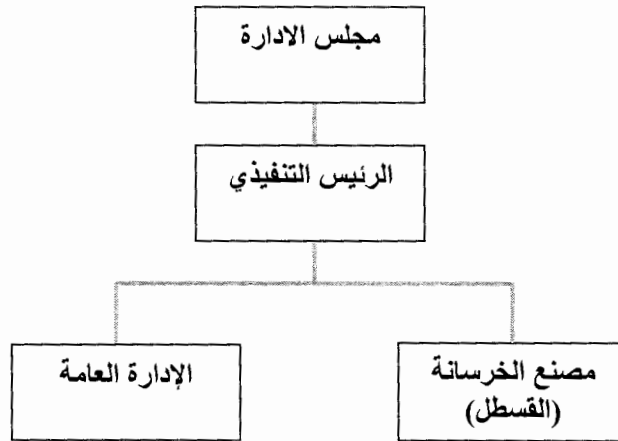 مجلس الادارة
الرئيس التنفيذي
مصنع الخرسانة
(القسطل)
الإدارة العامة